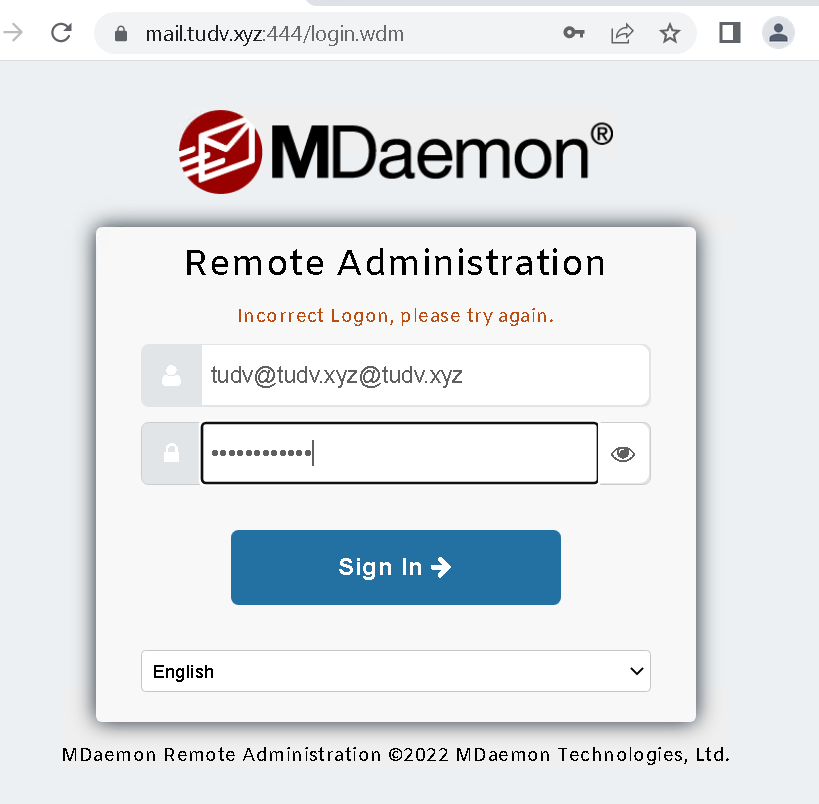 mail.tudv.xyz:444/login.wdm
MDaemon®
Remote Administration
Incorrect Logon, please try again.
tudv@tudv.xyz@tudv.xyz
••••••••••••
Sign In
English
MDaemon Remote Administration ©2022 MDaemon Technologies, Ltd.